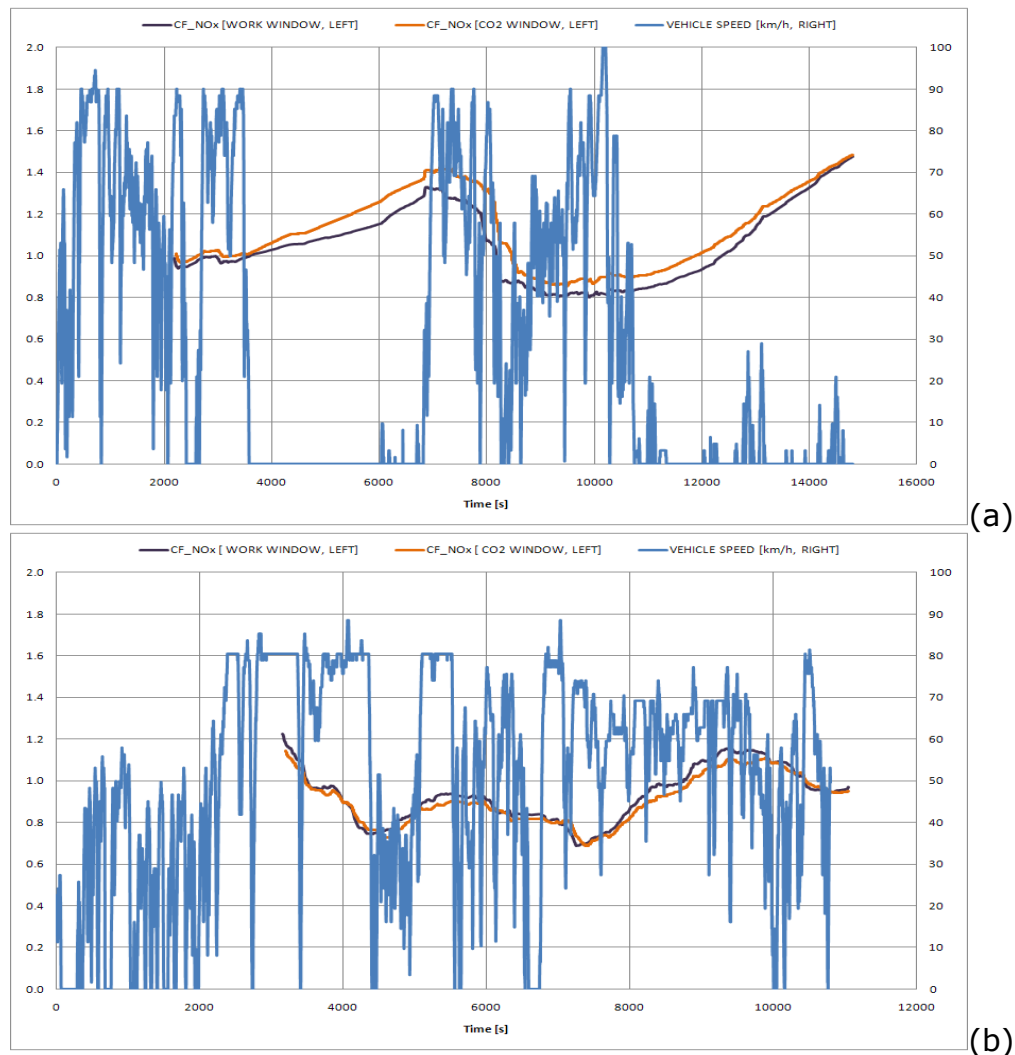 CF_NOx [WORK WINDOW, LEFT] CF_NOx [CO2 WINDOW, LEFT] VEHICLE SPEED [km/h, RIGHT]
2.0 100
1.8 90
1.6 80
1.4 70
1.2 60
1.0 50
0.8 40
0.6 30
0.4 20
0.2 10
0.0 0
0 2000 4000 6000 8000 10000 12000 14000 16000
Time [s]
(a)
CF_NOx [ WORK WINDOW, LEFT] CF_NOx [ CO2 WINDOW, LEFT] VEHICLE SPEED [km/h, RIGHT]
2.0 100
1.8 90
1.6 80
1.4 70
1.2 60
1.0 50
0.8 40
0.6 30
0.4 20
0.2 10
0.0 0
0 2000 4000 6000 8000 10000 12000
Time [s]
(b)